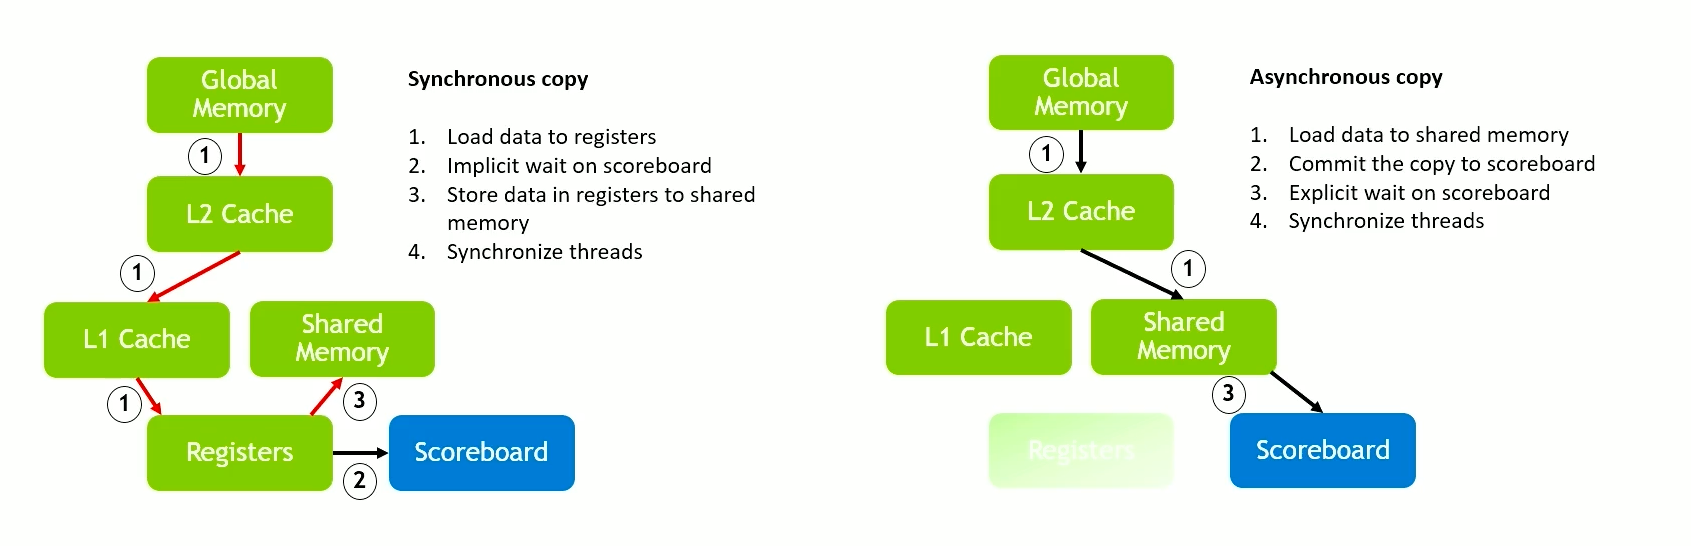 Global
Memory
1
L2 Cache
1
L1 Cache
Shared
Memory
1
3
Registers
2
Scoreboard
Synchronous copy
1. Load data to registers
2. Implicit wait on scoreboard
3. Store data in registers to shared
memory
4. Synchronize threads
Global
Memory
1
L2 Cache
1
L1 Cache
Shared
Memory
3
Registers
Scoreboard
Asynchronous copy
1. Load data to shared memory
2. Commit the copy to scoreboard
3. Explicit wait on scoreboard
4. Synchronize threads